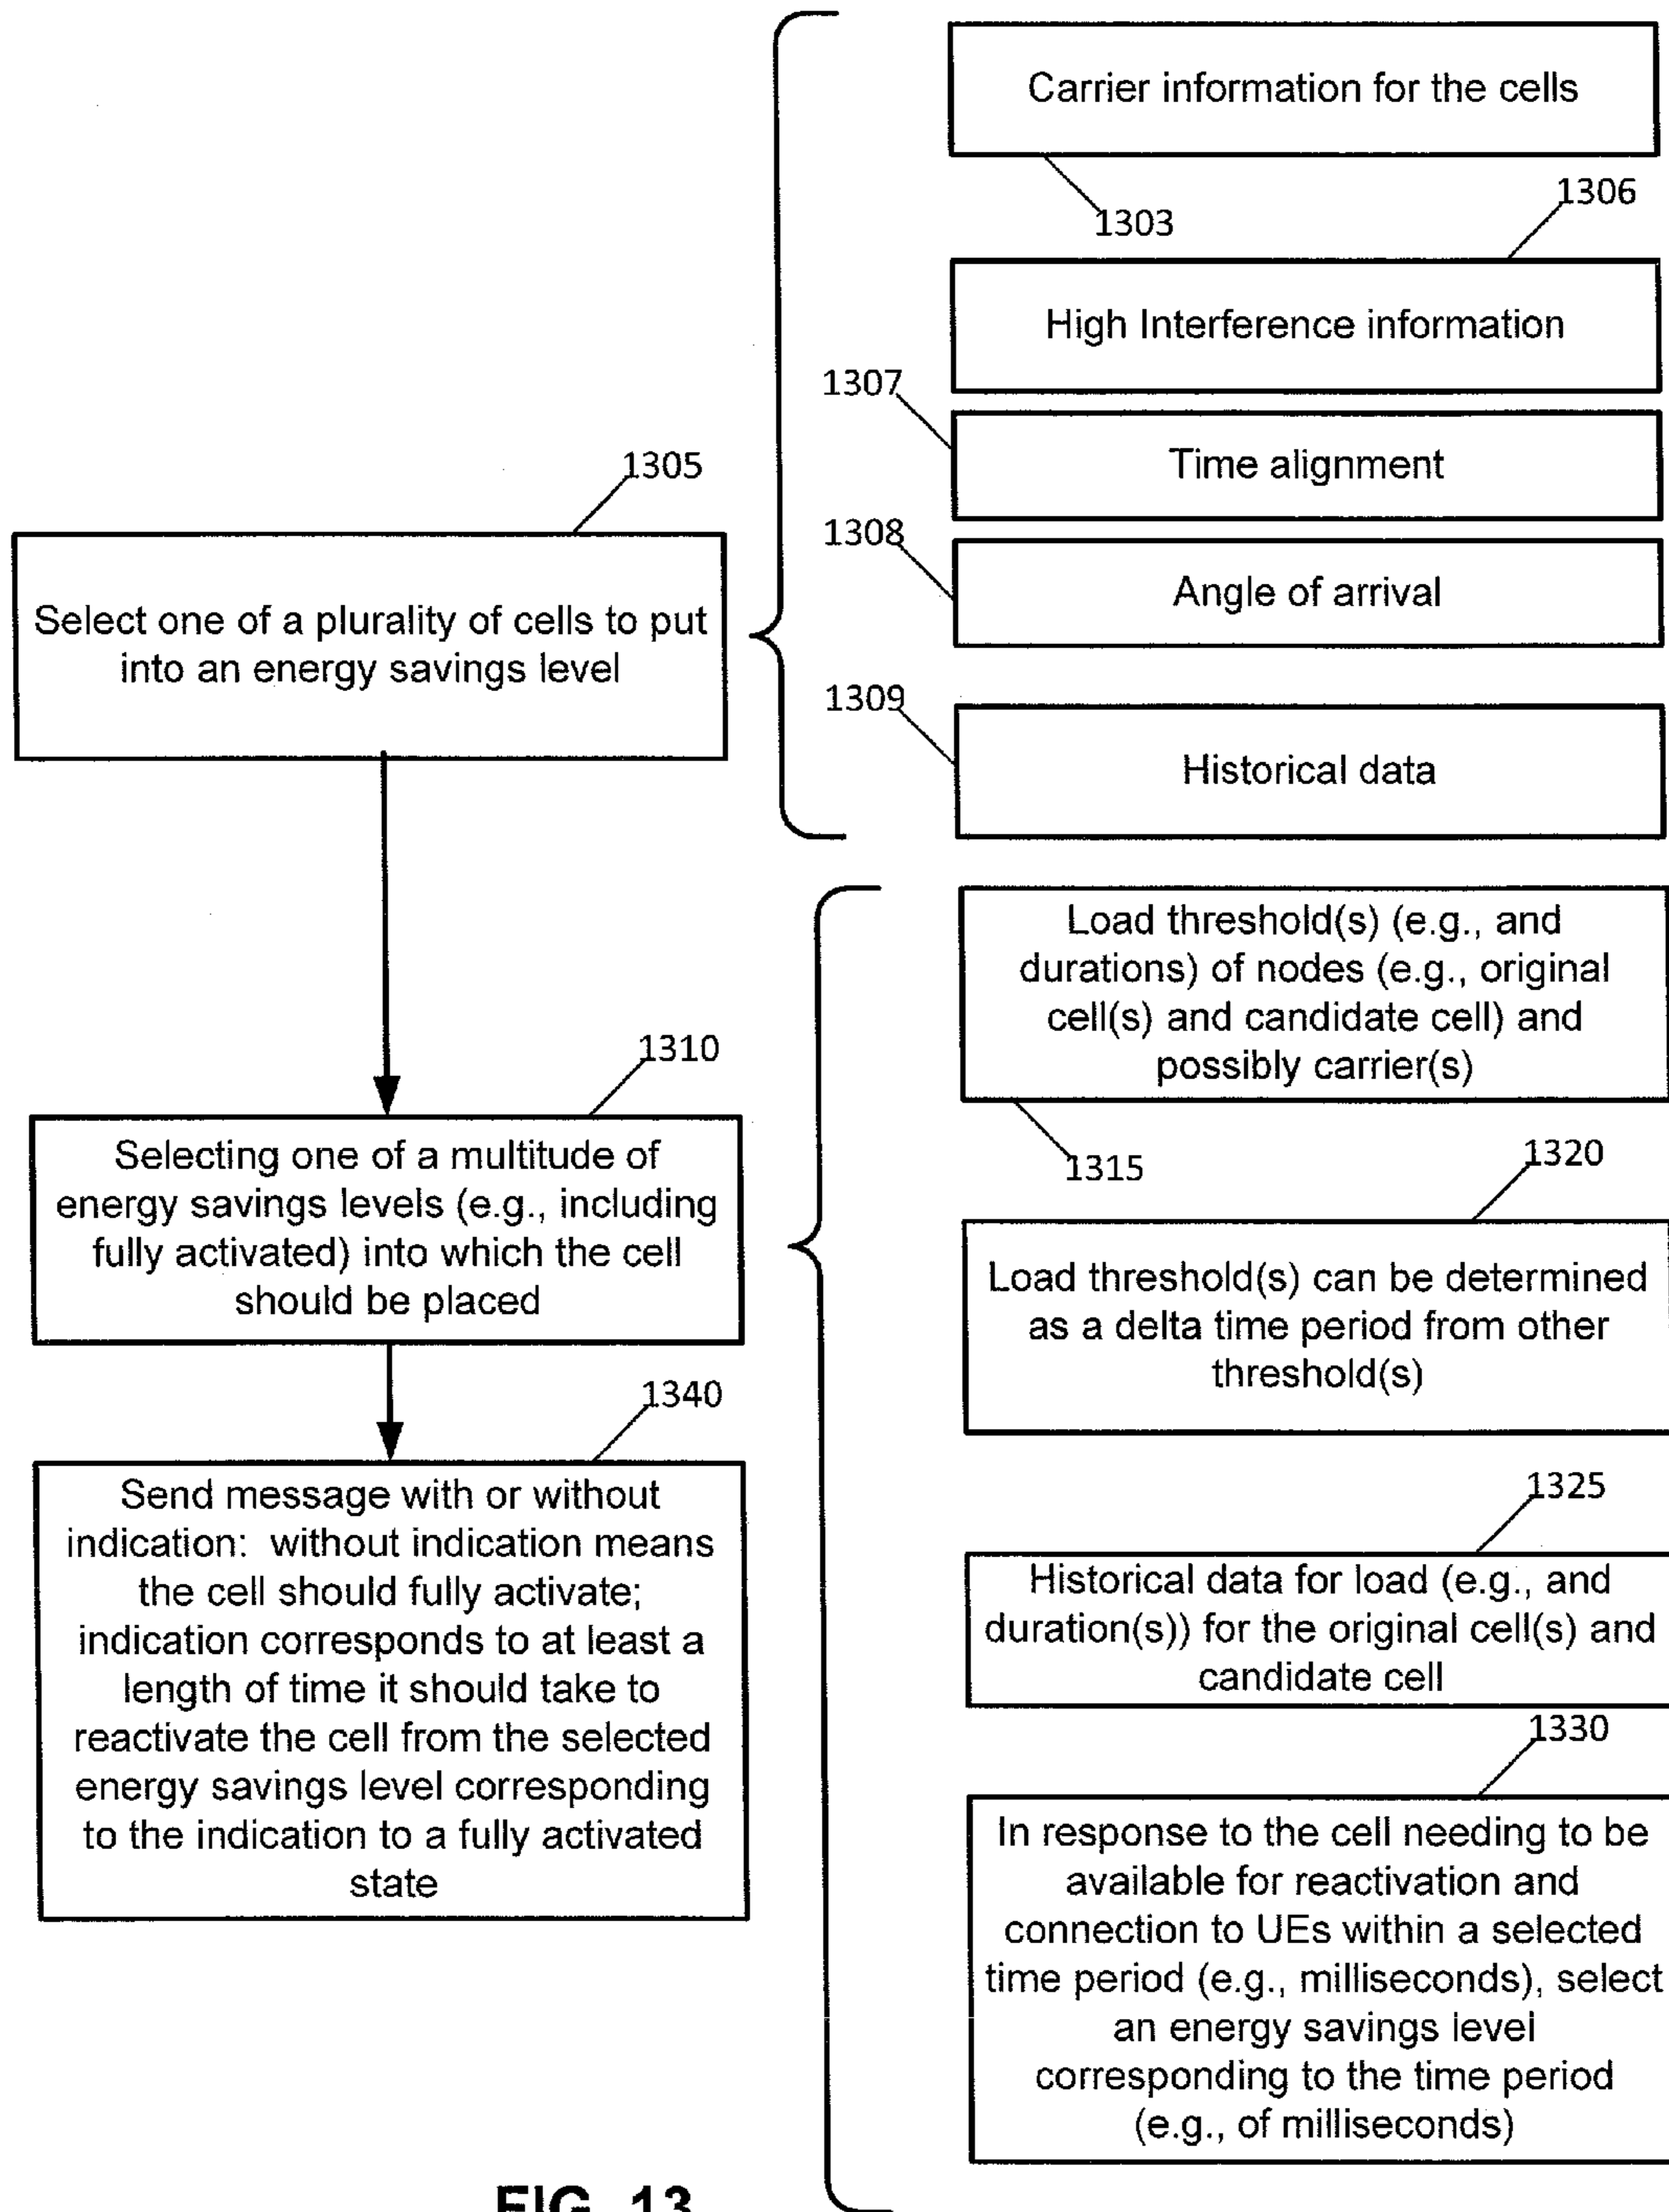 Carrier information for the cells
1303
1306
High Interference information
1307
Time alignment
1308
Angle of arrival
1309
Historical data
1305
Select one of a plurality of cells to put
into an energy savings level
1310
Selecting one of a multitude of
energy savings levels (e.g., including
fully activated) into which the cell
should be placed
1340
Send message with or without
indication: without indication means
the cell should fully activate;
indication corresponds to at least a
length of time it should take to
reactivate the cell from the selected
energy savings level corresponding
to the indication to a fully activated
state
Load threshold(s) (e.g., and
durations) of nodes (e.g., original
cell(s) and candidate cell) and
possibly carrier(s)
1315
1320
Load threshold(s) can be determined
as a delta time period from other
threshold(s)
1325
Historical data for load (e.g., and
duration(s)) for the original cell(s) and
candidate cell
1330
In response to the cell needing to be
available for reactivation and
connection to UEs within a selected
time period (e.g., milliseconds), select
an energy savings level
corresponding to the time period
(e.g., of milliseconds)
FIG. 13